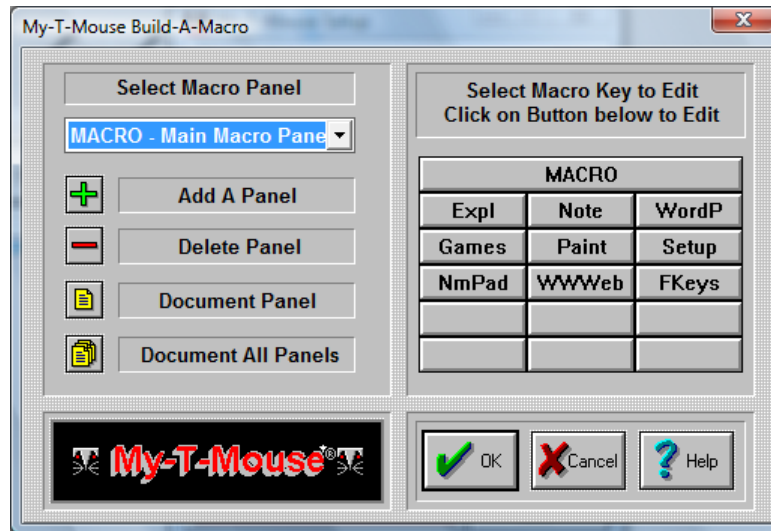 My-T-Mouse Build-A-Macro
Select Macro Panel
MACRO - Main Macro Pane
Add A Panel
Delete Panel
Document Panel
Document All Panels
My-T-Mouse®
Select Macro Key to Edit
Click on Button below to Edit
MACRO
Expl Note WordP
Games Paint Setup
NmPad WWWeb FKeys
OK Cancel Help